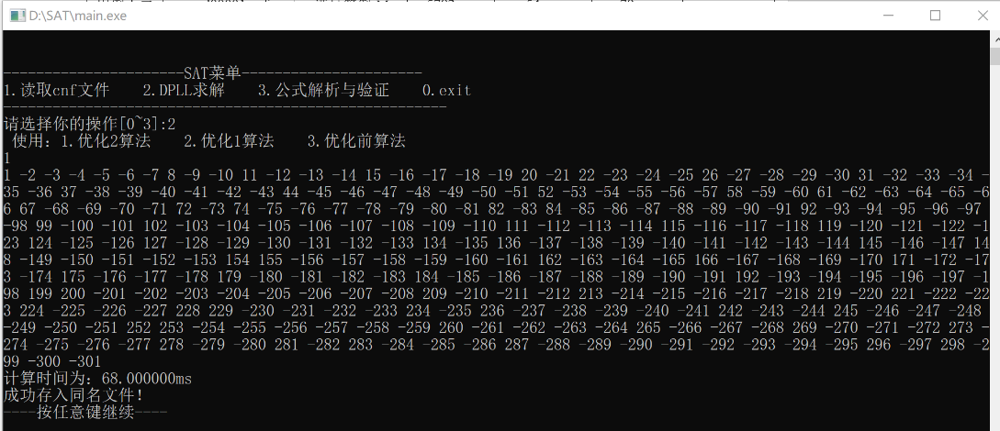 D:\SAT\main.exe
----------------------SAT菜单----------------------
1.读取cnf文件    2.DPLL求解    3.公式解析与验证    0.exit
------------------------------------------------------
请选择你的操作[0~3]:2
使用：1.优化2算法    2.优化1算法    3.优化前算法
1
1 -2 -3 -4 -5 -6 -7 8 -9 -10 11 -12 -13 -14 15 -16 -17 -18 -19 20 -21 22 -23 -24 -25 26 -27 -28 -29 -30 31 -32 -33 -34 -
35 -36 37 -38 -39 -40 -41 -42 -43 44 -45 -46 -47 -48 -49 -50 -51 52 -53 -54 -55 -56 -57 58 -59 -60 61 -62 -63 -64 -65 -6
6 67 -68 -69 -70 -71 72 -73 74 -75 -76 -77 -78 -79 -80 -81 82 -83 84 -85 -86 -87 -88 -89 -90 -91 92 -93 -94 -95 -96 -97
-98 99 -100 -101 102 -103 -104 -105 -106 -107 -108 -109 -110 111 -112 -113 -114 115 -116 -117 -118 119 -120 -121 -122 -1
23 124 -125 -126 127 -128 -129 -130 -131 -132 -133 134 -135 136 -137 -138 -139 -140 -141 -142 -143 -144 145 -146 -147 14
8 -149 -150 -151 -152 -153 154 155 -156 -157 -158 -159 -160 -161 162 -163 -164 -165 166 -167 -168 -169 -170 171 -172 -17
3 -174 175 -176 -177 -178 179 -180 -181 -182 -183 184 -185 -186 -187 -188 -189 -190 -191 192 -193 -194 -195 -196 -197 -1
98 199 200 -201 -202 -203 -204 -205 -206 -207 -208 209 -210 -211 -212 213 -214 -215 -216 -217 -218 219 -220 221 -222 -22
3 224 -225 -226 -227 228 229 -230 -231 -232 -233 234 -235 236 -237 -238 -239 -240 -241 242 -243 -244 245 -246 -247 -248
-249 -250 -251 252 253 -254 -255 -256 -257 -258 -259 260 -261 -262 -263 -264 265 -266 -267 -268 269 -270 -271 -272 273 -
274 -275 -276 -277 278 -279 -280 281 -282 283 -284 -285 -286 287 -288 -289 -290 -291 -292 -293 -294 -295 296 -297 298 -2
99 -300 -301
计算时间为：68.000000ms
成功存入同名文件！
----按任意键继续----